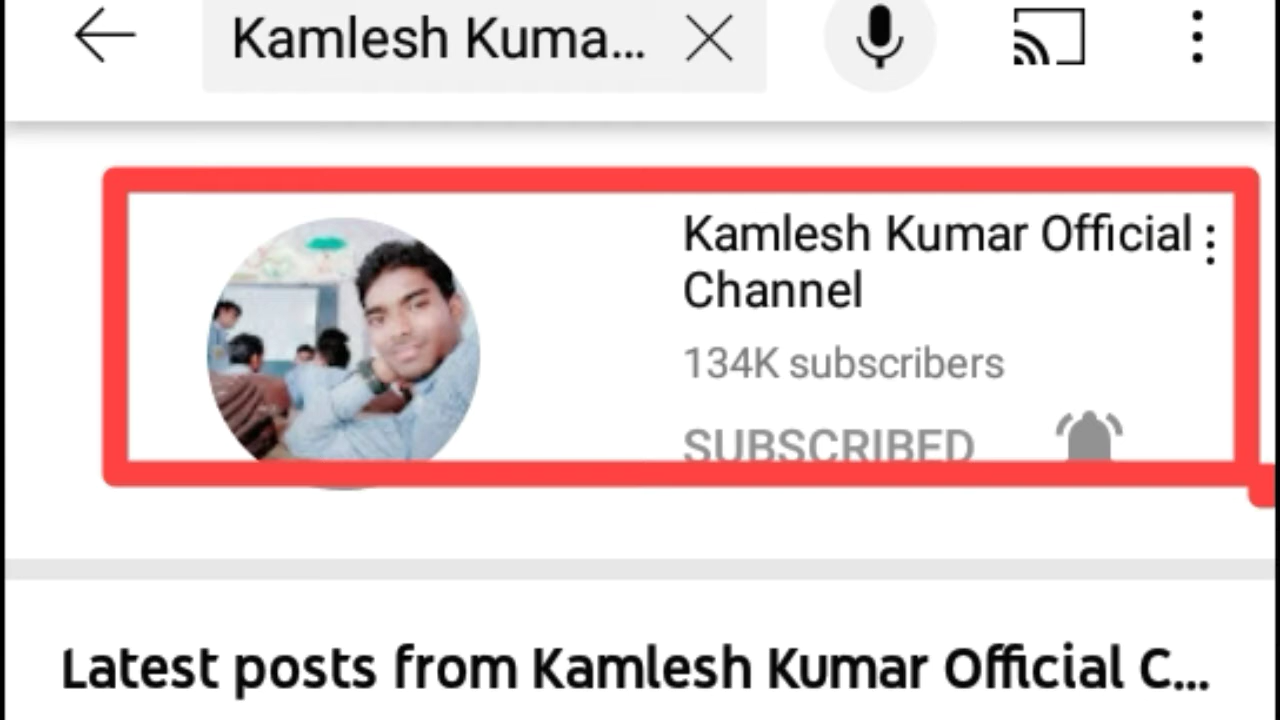 Kamlesh Kuma...
Kamlesh Kumar Official
Channel
134K subscribers
SUBSCRIBED
Latest posts from Kamlesh Kumar Official C...